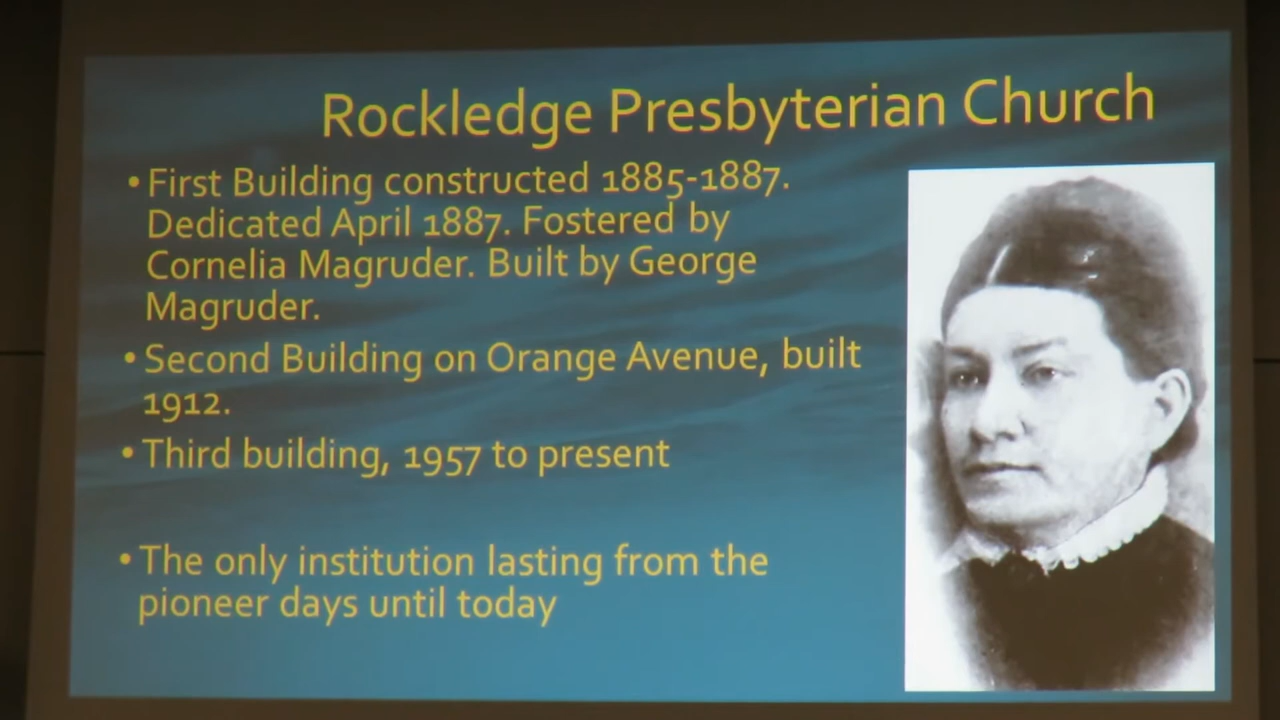 Rockledge Presbyterian Church
• First Building constructed 1885-1887.
Dedicated April 1887. Fostered by
Cornelia Magruder. Built by George
Magruder.
• Second Building on Orange Avenue, built
1912.
• Third building, 1957 to present
• The only institution lasting from the
pioneer days until today